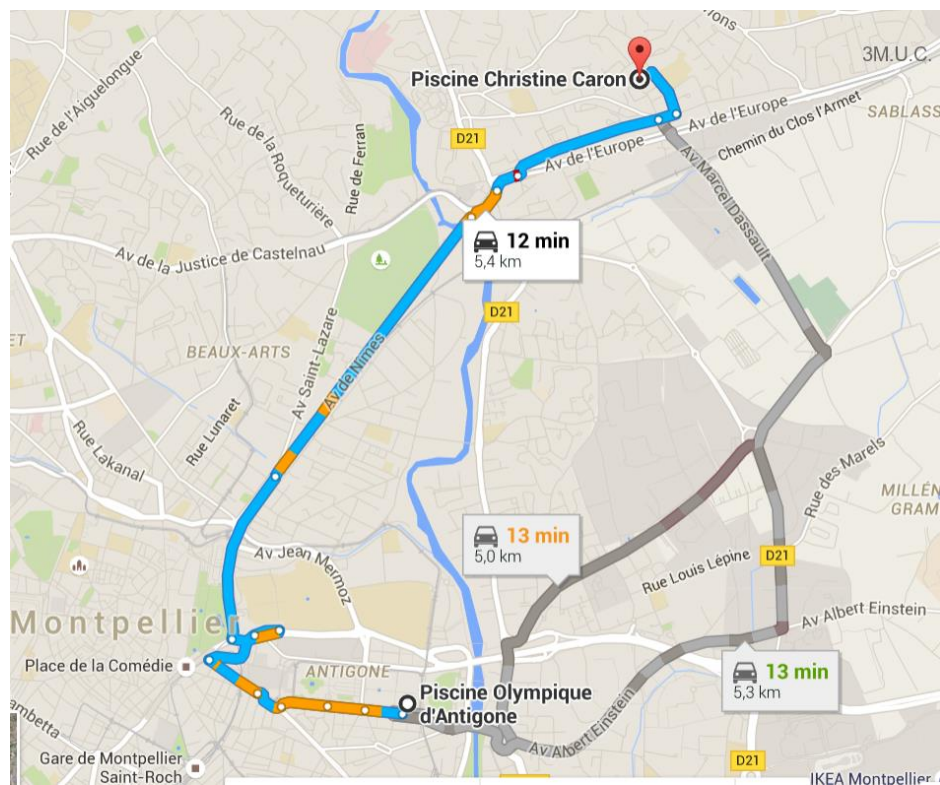 ons
3M.U.C.
Piscine Christine Caron
Rue de l'Aiguelongue
SABLASS
Av de l'Europe
Rue de la Roqueturière
D21
Av de l'Europe
Chemin du Clos l'Armet
Rue de Ferran
Av Marcel Dassault
12 min
5,4 km
Av de la Justice de Castelnau
D21
ET
BEAUX-ARTS
Av Saint-Lazare
Av de Nîmes
Rue Lunaret
Rue Lakanal
Rue des Marels
MILLÉN
GRAM
13 min
5,0 km
Av Jean Mermoz
Rue Louis Lépine
D21
Montpellier
Av Albert Einstein
Place de la Comédie
ANTIGONE
13 min
5,3 km
Piscine Olympique
d'Antigone
ambetta
Av Albert Einstein
Gare de Montpellier
Saint-Roch
D21
IKEA Montpellier